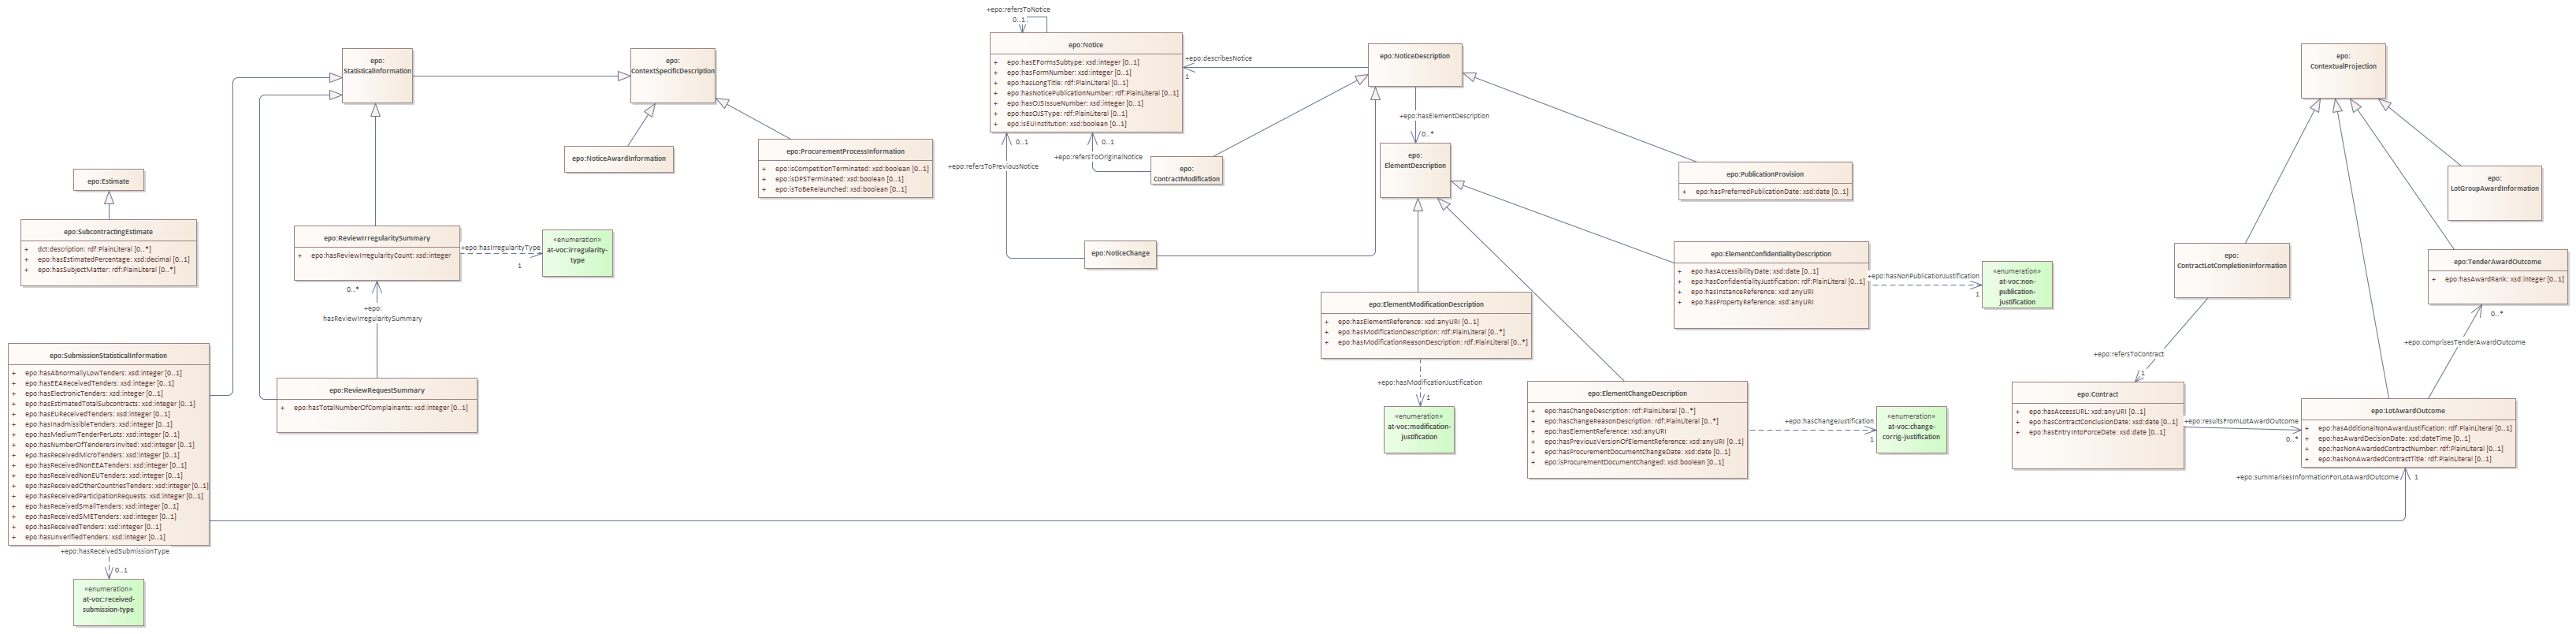 epo:Estimate
epo:SubcontractingEstimate
+ dct:description: rdf:PlainLiteral [0..*]
+ epo:hasEstimatedPercentage: xsd:decimal [0..1]
+ epo:hasSubjectMatter: rdf:PlainLiteral [0..*]
epo:SubmissionStatisticalInformation
+ epo:hasAbnormallyLowTenders: xsd:integer [0..1]
+ epo:hasEEAReceivedTenders: xsd:integer [0..1]
+ epo:hasElectronicTenders: xsd:integer [0..1]
+ epo:hasEstimatedTotalSubcontracts: xsd:integer [0..1]
+ epo:hasEUReceivedTenders: xsd:integer [0..1]
+ epo:hasInadmissibleTenders: xsd:integer [0..1]
+ epo:hasMediumTenderPerLots: xsd:integer [0..1]
+ epo:hasNumberOfTenderersInvited: xsd:integer [0..1]
+ epo:hasReceivedMicroTenders: xsd:integer [0..1]
+ epo:hasReceivedNonEEATenders: xsd:integer [0..1]
+ epo:hasReceivedNonEUTenders: xsd:integer [0..1]
+ epo:hasReceivedOtherCountriesTenders: xsd:integer [0..1]
+ epo:hasReceivedParticipationRequests: xsd:integer [0..1]
+ epo:hasReceivedSmallTenders: xsd:integer [0..1]
+ epo:hasReceivedSMETenders: xsd:integer [0..1]
+ epo:hasReceivedTenders: xsd:integer [0..1]
+ epo:hasUnverifiedTenders: xsd:integer [0..1]
+epo:hasReceivedSubmissionType
0..1
«enumeration»
at-voc:received-
submission-type
epo:
StatisticalInformation
epo:
ContextSpecificDescription
epo:NoticeAwardInformation
epo:ProcurementProcessInformation
+ epo:isCompetitionTerminated: xsd:boolean [0..1]
+ epo:isDPSTerminated: xsd:boolean [0..1]
+ epo:isToBeRelaunched: xsd:boolean [0..1]
epo:ReviewIrregularitySummary
+ epo:hasReviewIrregularityCount: xsd:integer
+epo:hasIrregularityType
1
«enumeration»
at-voc:irregularity-
type
0..*
+epo:
hasReviewIrregularitySummary
epo:ReviewRequestSummary
+ epo:hasTotalNumberOfComplainants: xsd:integer [0..1]
+epo:refersToNotice
0..1
epo:Notice
+ epo:hasEFormsSubtype: xsd:integer [0..1]
+ epo:hasFormNumber: xsd:integer [0..1]
+ epo:hasLongTitle: rdf:PlainLiteral [0..1]
+ epo:hasNoticePublicationNumber: rdf:PlainLiteral [0..1]
+ epo:hasOJSIssueNumber: xsd:integer [0..1]
+ epo:hasOJSType: rdf:PlainLiteral [0..1]
+ epo:isEUInstitution: xsd:boolean [0..1]
+epo:describesNotice
1
epo:NoticeDescription
+epo:hasElementDescription
0..*
0..1
+epo:refersToPreviousNotice
0..1
+epo:refersToOriginalNotice
epo:
ContractModification
epo:
ElementDescription
epo:NoticeChange
epo:PublicationProvision
+ epo:hasPreferredPublicationDate: xsd:date [0..1]
epo:ElementConfidentialityDescription
+ epo:hasAccessibilityDate: xsd:date [0..1]
+ epo:hasConfidentialityJustification: rdf:PlainLiteral [0..1]
+ epo:hasInstanceReference: xsd:anyURI
+ epo:hasPropertyReference: xsd:anyURI
+epo:hasNonPublicationJustification
1
«enumeration»
at-voc:non-
publication-
justification
epo:ElementModificationDescription
+ epo:hasElementReference: xsd:anyURI [0..1]
+ epo:hasModificationDescription: rdf:PlainLiteral [0..*]
+ epo:hasModificationReasonDescription: rdf:PlainLiteral [0..*]
+epo:hasModificationJustification
1
«enumeration»
at-voc:modification-
justification
epo:ElementChangeDescription
+ epo:hasChangeDescription: rdf:PlainLiteral [0..*]
+ epo:hasChangeReasonDescription: rdf:PlainLiteral [0..*]
+ epo:hasElementReference: xsd:anyURI
+ epo:hasPreviousVersionOfElementReference: xsd:anyURI [0..1]
+ epo:hasProcurementDocumentChangeDate: xsd:date [0..1]
+ epo:isProcurementDocumentChanged: xsd:boolean [0..1]
+epo:hasChangeJustification
1
«enumeration»
at-voc:change-
corrig-justification
epo:
ContextualProjection
epo:
LotGroupAwardInformation
epo:
ContractLotCompletionInformation
epo:TenderAwardOutcome
+ epo:hasAwardRank: xsd:integer [0..1]
0..*
+epo:comprisesTenderAwardOutcome
+epo:refersToContract
1
epo:Contract
+ epo:hasAccessURL: xsd:anyURI [0..1]
+ epo:hasContractConclusionDate: xsd:date [0..1]
+ epo:hasEntryIntoForceDate: xsd:date [0..1]
+epo:resultsFromLotAwardOutcome
0..*
epo:LotAwardOutcome
+ epo:hasAdditionalNonAwardJustification: rdf:PlainLiteral [0..1]
+ epo:hasAwardDecisionDate: xsd:dateTime [0..1]
+ epo:hasNonAwardedContractNumber: rdf:PlainLiteral [0..1]
+ epo:hasNonAwardedContractTitle: rdf:PlainLiteral [0..1]
+epo:summarisesInformationForLotAwardOutcome
1